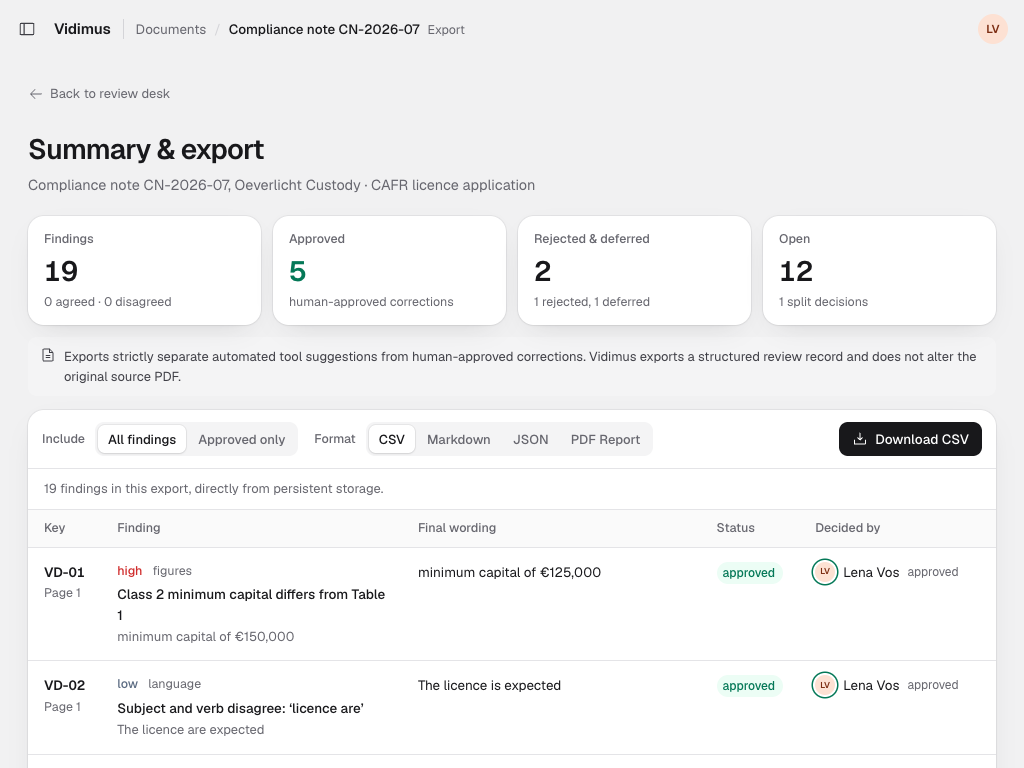 Vidimus
Documents / Compliance note CN-2026-07 Export
LV
Back to review desk
Summary & export
Compliance note CN-2026-07, Oeverlicht Custody · CAFR licence application
Findings
19
0 agreed · 0 disagreed
Approved
5
human-approved corrections
Rejected & deferred
2
1 rejected, 1 deferred
Open
12
1 split decisions
Exports strictly separate automated tool suggestions from human-approved corrections. Vidimus exports a structured review record and does not alter the
original source PDF.
Include All findings Approved only Format CSV Markdown JSON PDF Report Download CSV
19 findings in this export, directly from persistent storage.
Key Finding Final wording Status Decided by
VD-01
Page 1
high figures
Class 2 minimum capital differs from Table
1
minimum capital of €150,000
minimum capital of €125,000
approved
LV Lena Vos approved
VD-02
Page 1
low language
Subject and verb disagree: ‘licence are’
The licence are expected
The licence is expected
approved
LV Lena Vos approved